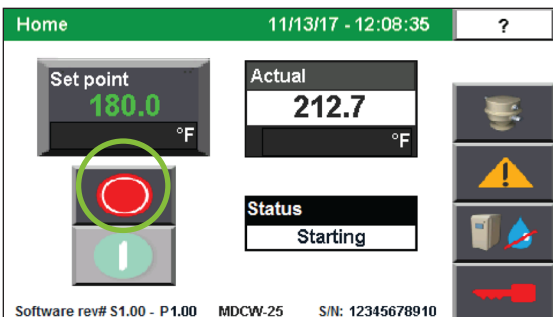 Home 11/13/17 - 12:08:35 ?
Set point
180.0
°F
Actual
212.7
°F
Status
Starting
Software rev# S1.00 - P1.00 MDCW-25 S/N: 12345678910